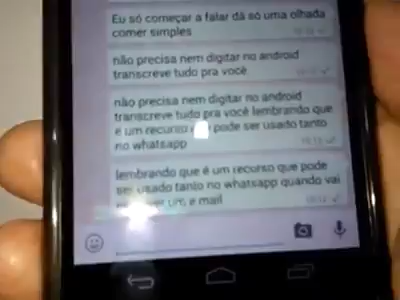 Eu só começar a falar dá só uma olhada
comer simples
não precisa nem digitar no android
transcreve tudo pra você
não precisa nem digitar no android
transcreve tudo pra você lembrando que
é um recurso pode ser usado tanto
no whatsapp
lembrando que é um recurso que pode
ser usado tanto no whatsapp quando vai
um e mail